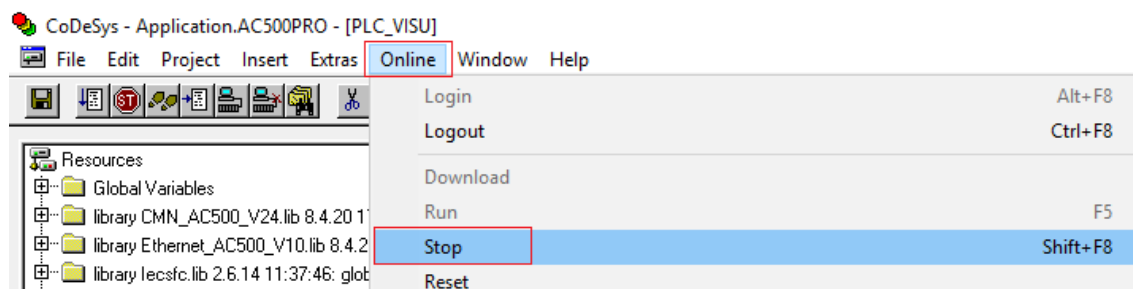 CoDeSys - Application.AC500PRO - [PLC_VISU]
File Edit Project Insert Extras Online Window Help
ST
Login Alt+F8
Logout Ctrl+F8
Resources
Download
Global Variables
Run F5
library CMN_AC500_V24.lib 8.4.20
library Ethernet_AC500_V10.lib 8.4.2
Stop Shift+F8
library Iecsfc.lib 2.6.14 11:37:46: glob
Reset